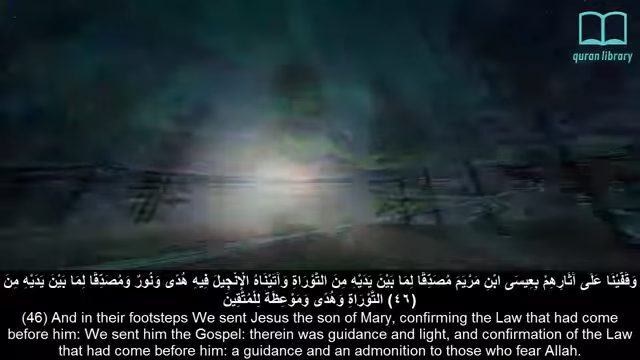 quran library
وَقَفَّيْنَا عَلَى آثَارِهِمْ بِعِيسَى ابْنِ مَرْيَمَ مُصَدِّقًا لِمَا بَيْنَ يَدَيْهِ مِنَ التَّوْرَاةِ وَآتَيْنَاهُ الْإِنْجِيلَ فِيهِ هُدًى وَنُورٌ وَمُصَدِّقًا لِمَا بَيْنَ يَدَيْهِ مِنَ
التَّوْرَاةِ وَهُدًى وَمَوْعِظَةً لِلْمُتَّقِينَ (٤٦)
(46) And in their footsteps We sent Jesus the son of Mary, confirming the Law that had come
before him: We sent him the Gospel: therein was guidance and light, and confirmation of the Law
that had come before him: a guidance and an admonition to those who fear Allah.